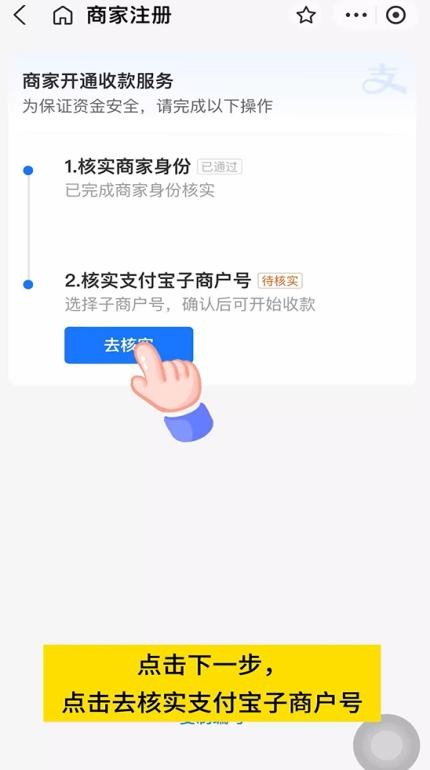 商家注册
商家开通收款服务
为保证资金安全，请完成以下操作
支
1.核实商家身份 已通过
已完成商家身份核实
2.核实支付宝子商户号 待核实
选择子商户号，确认后可开始收款
去核实
点击下一步，
点击去核实支付宝子商户号